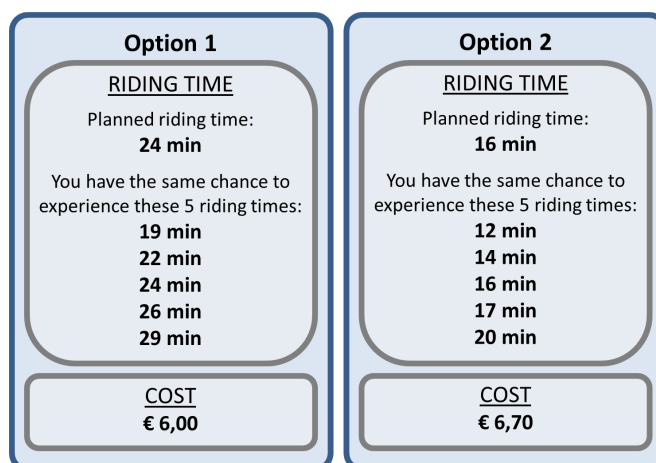 Option 1
RIDING TIME
Planned riding time:
24 min
You have the same chance to
experience these 5 riding times:
19 min
22 min
24 min
26 min
29 min
COST
€ 6,00
Option 2
RIDING TIME
Planned riding time:
16 min
You have the same chance to
experience these 5 riding times:
12 min
14 min
16 min
17 min
20 min
COST
€ 6,70